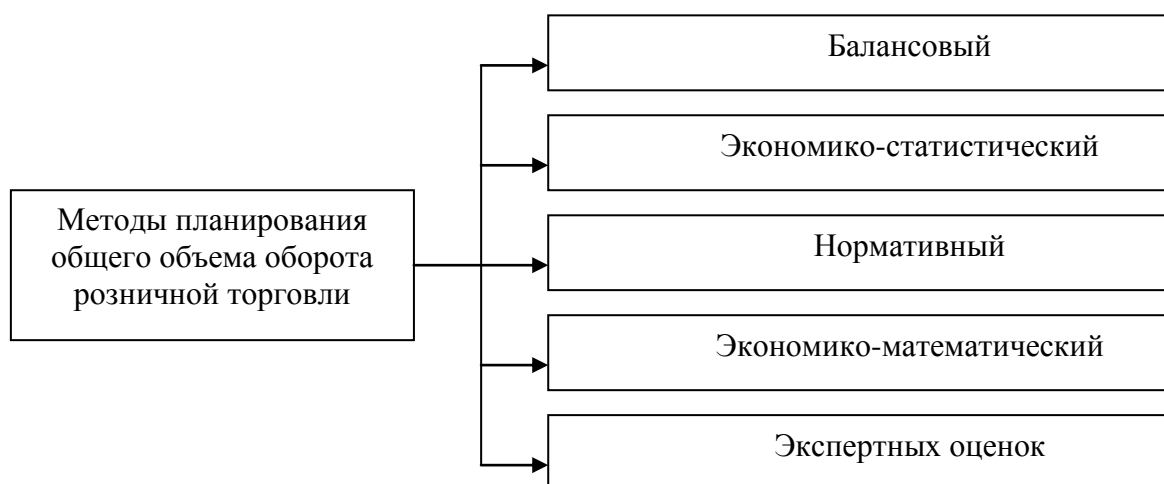 Балансовый
Экономико-статистический
Методы планирования
общего объема оборота
розничной торговли
Нормативный
Экономико-математический
Экспертных оценок